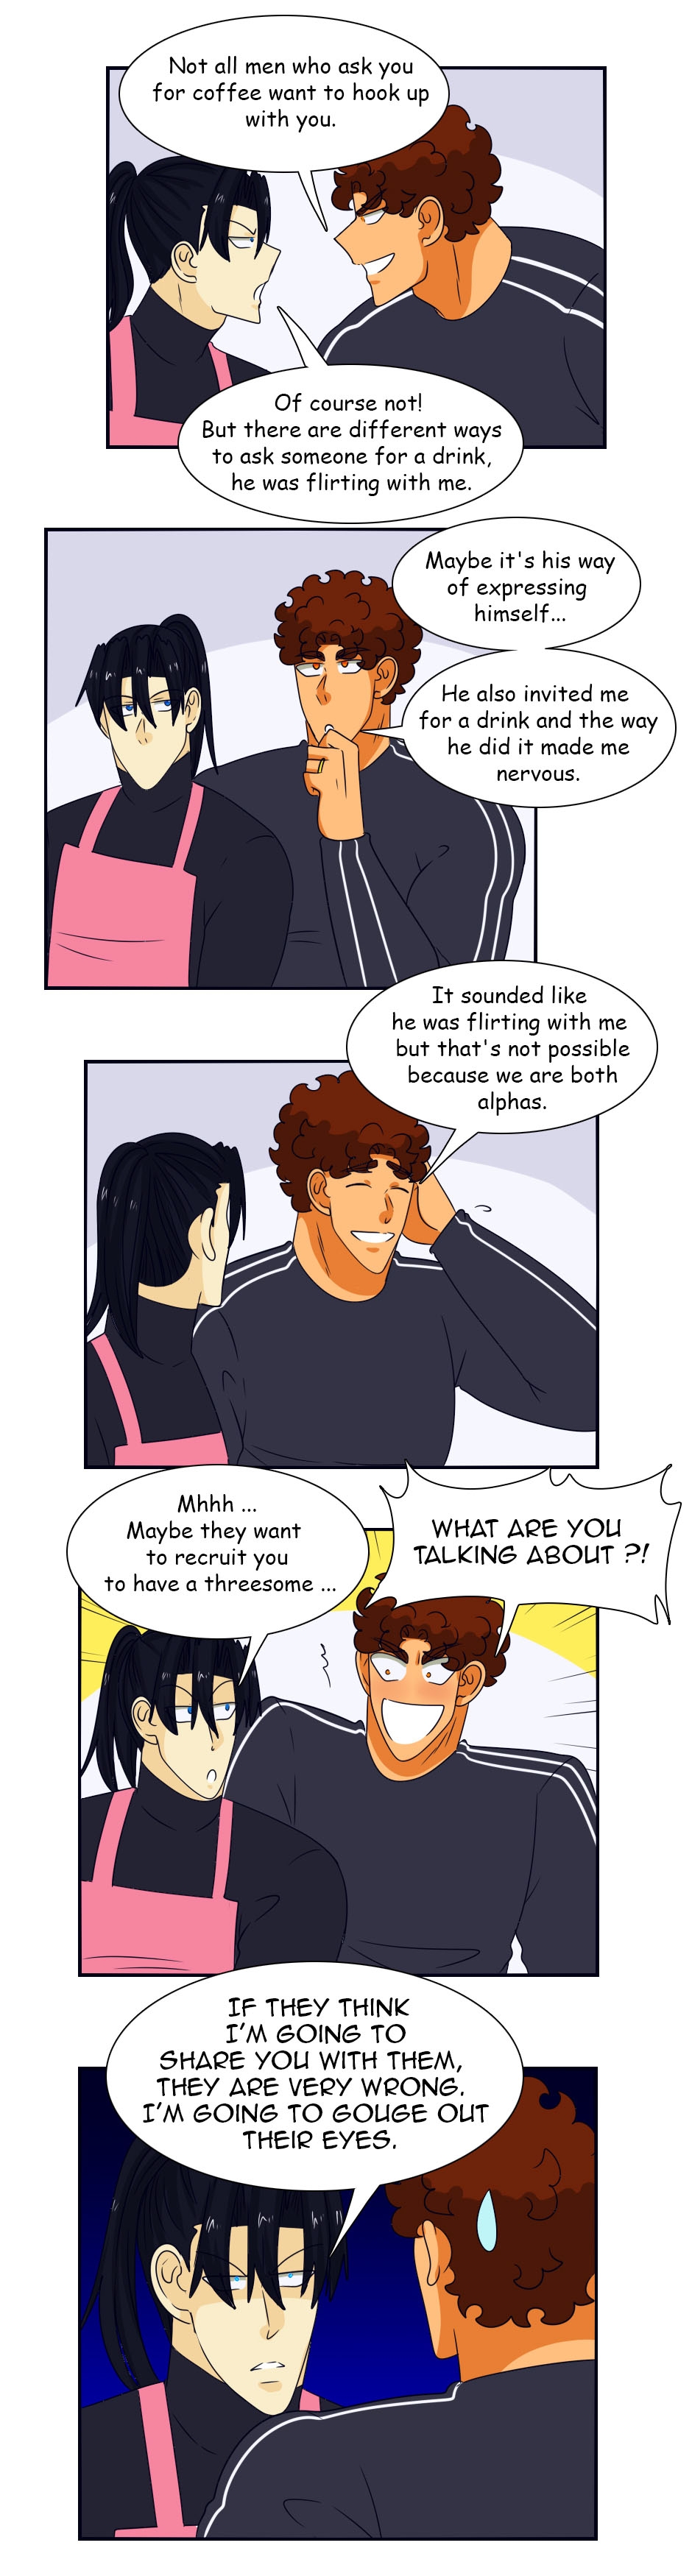 Not all men who ask you
for coffee want to hook up
with you.
Of course not!
But there are different ways
to ask someone for a drink,
he was flirting with me.
Maybe it's his way
of expressing
himself...
He also invited me
for a drink and the way
he did it made me
nervous.
It sounded like
he was flirting with me
but that's not possible
because we are both
alphas.
Mhhh ...
Maybe they want
to recruit you
to have a threesome ...
WHAT ARE YOU
TALKING ABOUT ?!
IF THEY THINK
I'M GOING TO
SHARE YOU WITH THEM,
THEY ARE VERY WRONG.
I'M GOING TO GOUGE OUT
THEIR EYES.